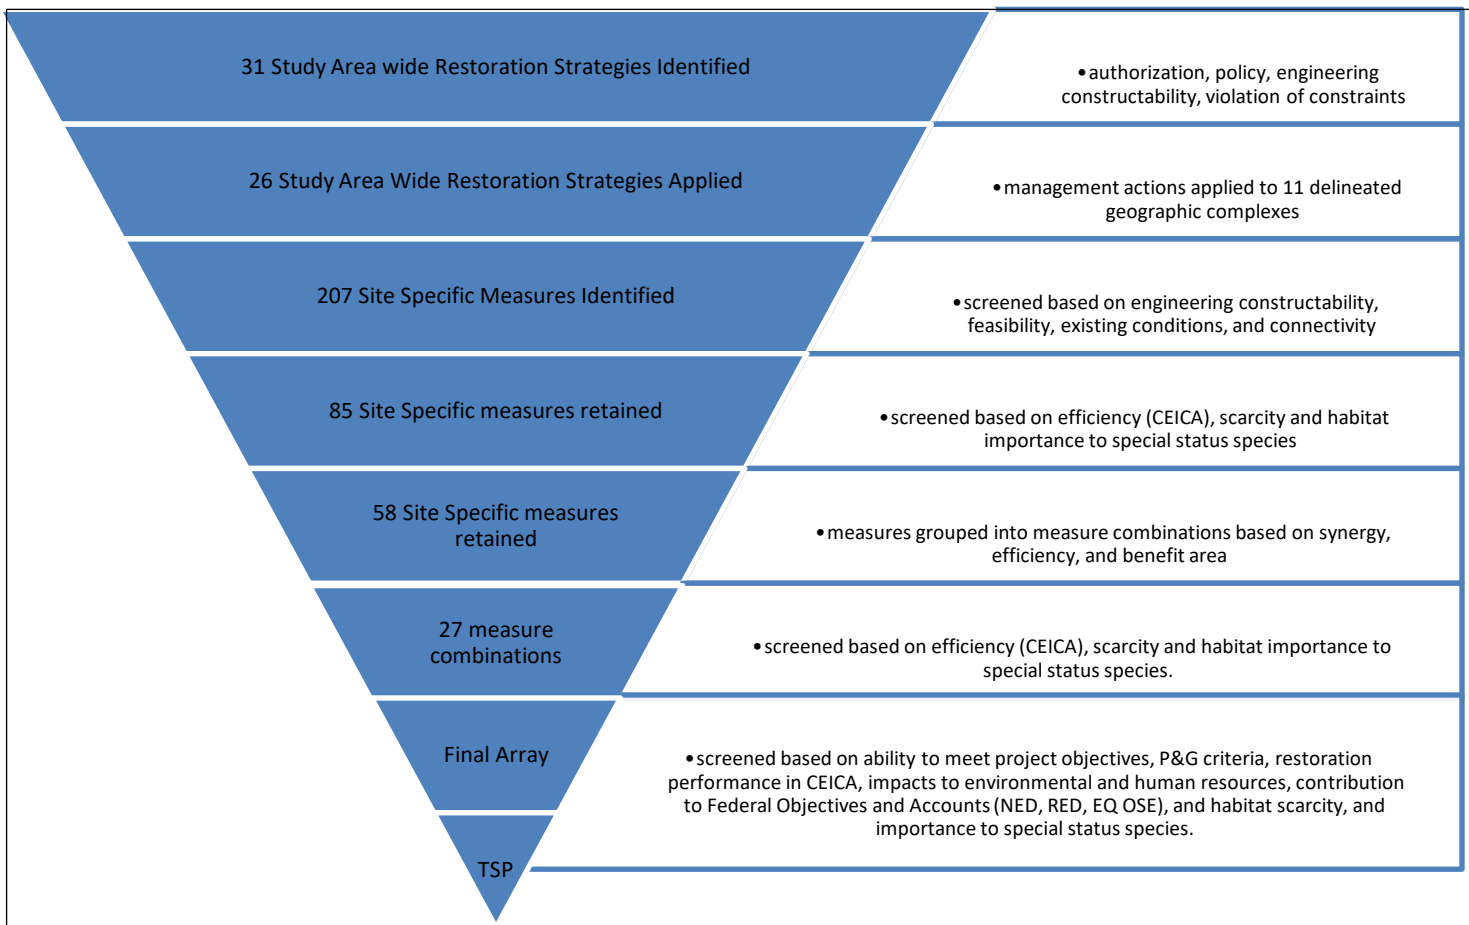 31 Study Area wide Restoration Strategies Identified
•authorization, policy, engineering
constructability, violation of constraints
26 Study Area Wide Restoration Strategies Applied
•management actions applied to 11 delineated
geographic complexes
207 Site Specific Measures Identified
•screened based on engineering constructability,
feasibility, existing conditions, and connectivity
85 Site Specific measures retained
•screened based on efficiency (CEICA), scarcity and habitat
importance to special status species
58 Site Specific measures
retained
•measures grouped into measure combinations based on synergy,
efficiency, and benefit area
27 measure
combinations
•screened based on efficiency (CEICA), scarcity and habitat importance to
special status species.
Final Array
•screened based on ability to meet project objectives, P&G criteria, restoration
performance in CEICA, impacts to environmental and human resources, contribution
to Federal Objectives and Accounts (NED, RED, EQ OSE), and habitat scarcity, and
importance to special status species.
TSP